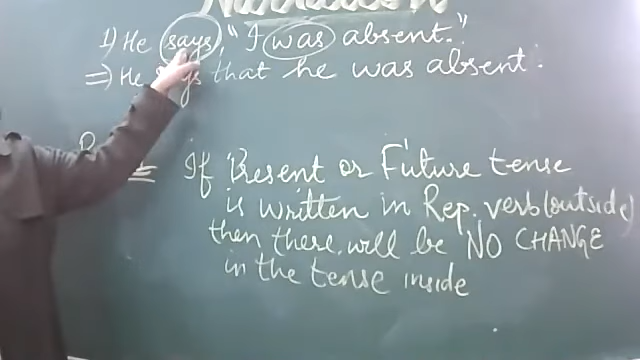 Narration
1) He says, "I was absent."
=) He says that he was absent.
If Present or Future tense
is written in Rep. verb (outside)
then there will be NO CHANGE
in the tense inside